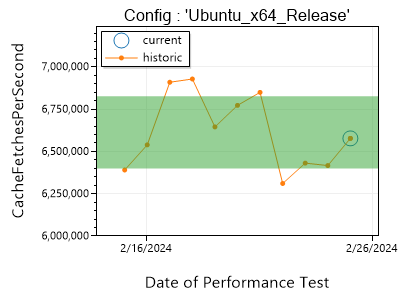 Config : 'Ubuntu_x64_Release'
current
historic
CacheFetchesPerSecond
7,000,000
6,750,000
6,500,000
6,250,000
6,000,000
2/16/2024
2/26/2024
Date of Performance Test